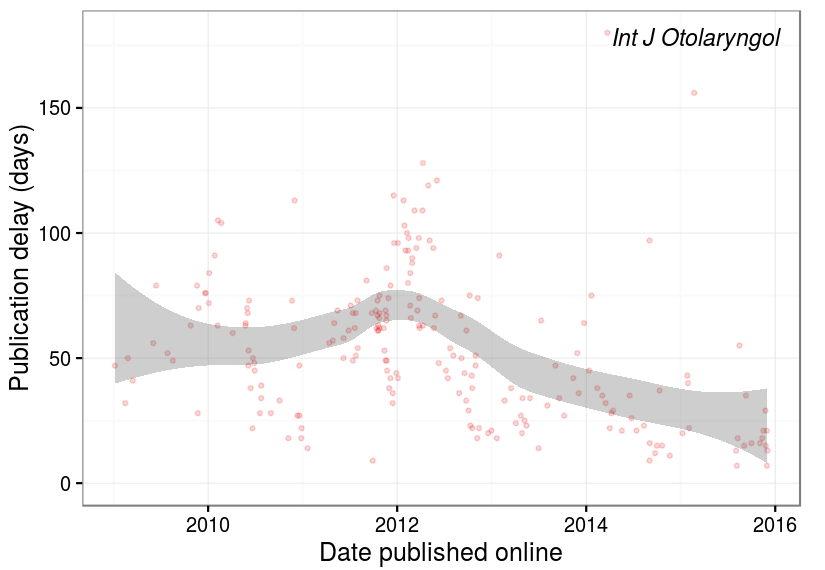 Int J Otolaryngol
Publication delay (days)
150
100
50
0
2010
2012
2014
2016
Date published online